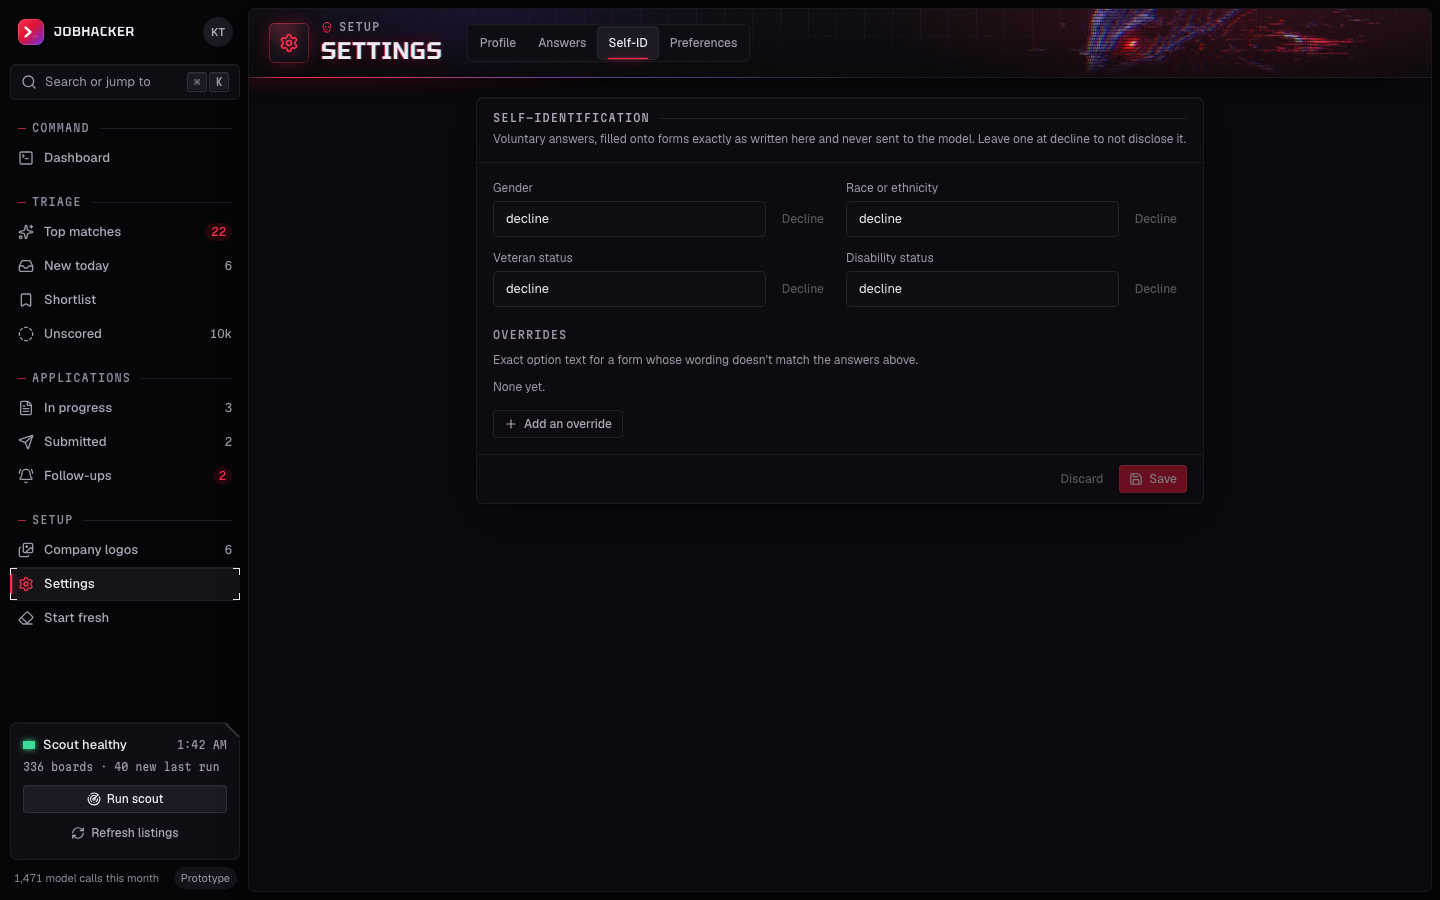 JOBHACKER
KT
Search or jump to
⌘ K
COMMAND
Dashboard
TRIAGE
Top matches 22
New today 6
Shortlist
Unscored 10k
APPLICATIONS
In progress 3
Submitted 2
Follow-ups 2
SETUP
Company logos 6
Settings
Start fresh
Scout healthy 1:42 AM
336 boards · 40 new last run
Run scout
Refresh listings
1,471 model calls this month Prototype
SETUP
SETTINGS
Profile Answers Self-ID Preferences
SELF-IDENTIFICATION
Voluntary answers, filled onto forms exactly as written here and never sent to the model. Leave one at decline to not disclose it.
Gender Race or ethnicity
decline Decline decline Decline
Veteran status Disability status
decline Decline decline Decline
OVERRIDES
Exact option text for a form whose wording doesn't match the answers above.
None yet.
Add an override
Discard Save